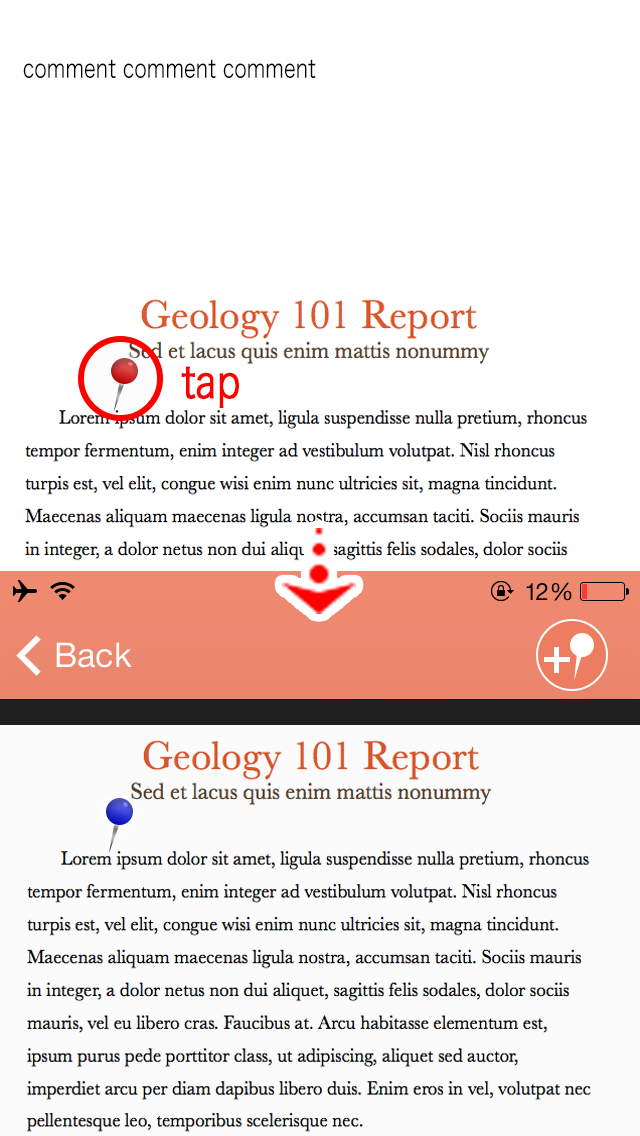 comment comment comment
Geology 101 Report
Sed et lacus quis enim mattis nonummy
tap
Lorem ipsum dolor sit amet, ligula suspendisse nulla pretium, rhoncus
tempor fermentum, enim integer ad vestibulum volutpat. Nisl rhoncus
turpis est, vel elit, congue wisi enim nunc ultricies sit, magna tincidunt.
Maecenas aliquam maecenas ligula nostra, accumsan taciti. Sociis mauris
in integer, a dolor netus non dui sagittis felis sodales, dolor sociis
12%
Back
Geology 101 Report
Sed et lacus quis enim mattis nonummy
Lorem ipsum dolor sit amet, ligula suspendisse nulla pretium, rhoncus
tempor fermentum, enim integer ad vestibulum volutpat. Nisl rhoncus
turpis est, vel elit, congue wisi enim nunc ultricies sit, magna tincidunt.
Maecenas aliquam maecenas ligula nostra, accumsan taciti. Sociis mauris
in integer, a dolor netus non dui aliquet, sagittis felis sodales, dolor sociis
mauris, vel eu libero cras. Faucibus at. Arcu habitasse elementum est,
ipsum purus pede porttitor class, ut adipiscing, aliquet sed auctor,
imperdiet arcu per diam dapibus libero duis. Enim eros in vel, volutpat nec
pellentesque leo, temporibus scelerisque nec.